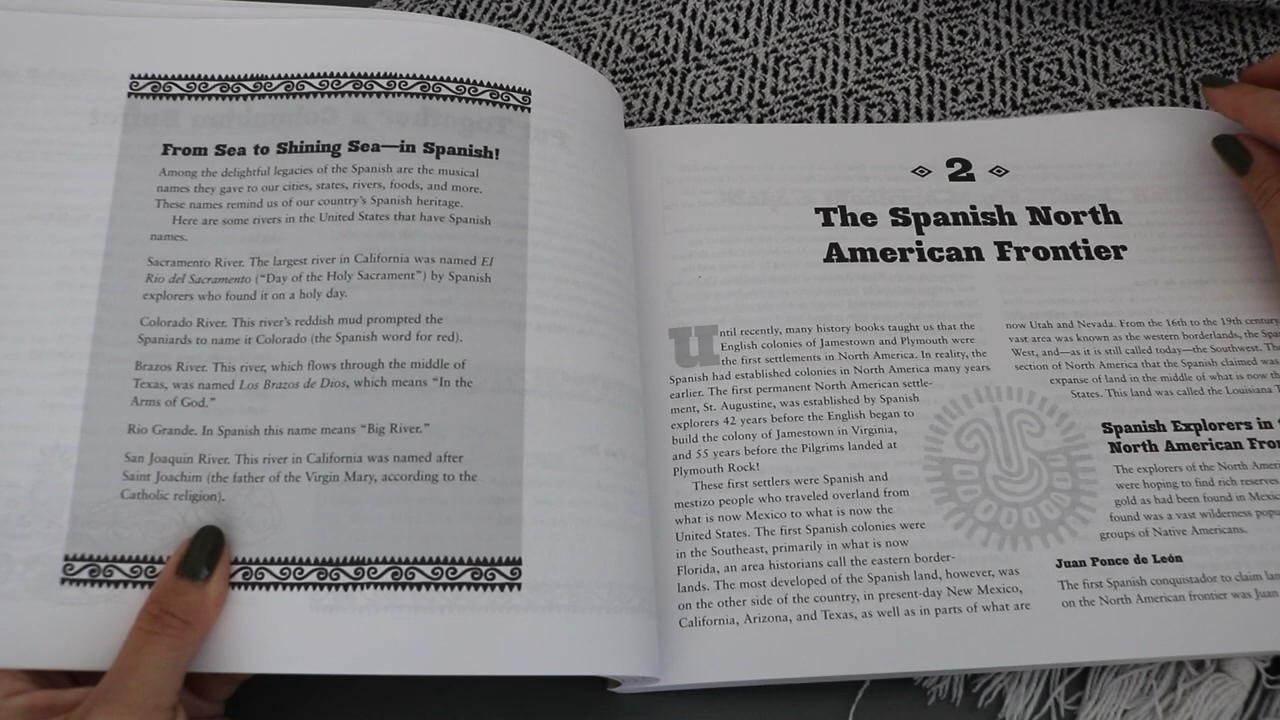 From Sea to Shining Sea—in Spanish!
Among the delightful legacies of the Spanish are the musical
names they gave to our cities, states, rivers, foods, and more.
These names remind us of our country's Spanish heritage.
Here are some rivers in the United States that have Spanish
names.
Sacramento River. The largest river in California was named El
Rio del Sacramento ("Day of the Holy Sacrament") by Spanish
explorers who found it on a holy day.
Colorado River. This river's reddish mud prompted the
Spaniards to name it Colorado (the Spanish word for red).
Brazos River. This river, which flows through the middle of
Texas, was named Los Brazos de Dios, which means "In the
Arms of God."
Rio Grande. In Spanish this name means "Big River."
San Joaquin River. This river in California was named after
Saint Joachim (the father of the Virgin Mary, according to the
Catholic religion).
2
The Spanish North
American Frontier
Until recently, many history books taught us that the
English colonies of Jamestown and Plymouth were
the first settlements in North America. In reality, the
Spanish had established colonies in North America many years
earlier. The first permanent North American settle-
ment, St. Augustine, was established by Spanish
explorers 42 years before the English began to
build the colony of Jamestown in Virginia,
and 55 years before the Pilgrims landed at
Plymouth Rock!
These first settlers were Spanish and
mestizo people who traveled overland from
what is now Mexico to what is now the
United States. The first Spanish colonies were
in the Southeast, primarily in what is now
Florida, an area historians call the eastern border-
lands. The most developed of the Spanish land, however, was
on the other side of the country, in present-day New Mexico,
California, Arizona, and Texas, as well as in parts of what are
now Utah and Nevada. From the 16th to the 19th century
vast area was known as the western borderlands, the Spa
West, and—as it is still called today—the Southwest. Th
section of North America that the Spanish claimed was
expanse of land in the middle of what is now th
States. This land was called the Louisiana T
Spanish Explorers in
North American Fron
The explorers of the North Ameri
were hoping to find rich reserves
gold as had been found in Mexic
found was a vast wilderness popu
groups of Native Americans.
Juan Ponce de León
The first Spanish conquistador to claim lan
on the North American frontier was Juan